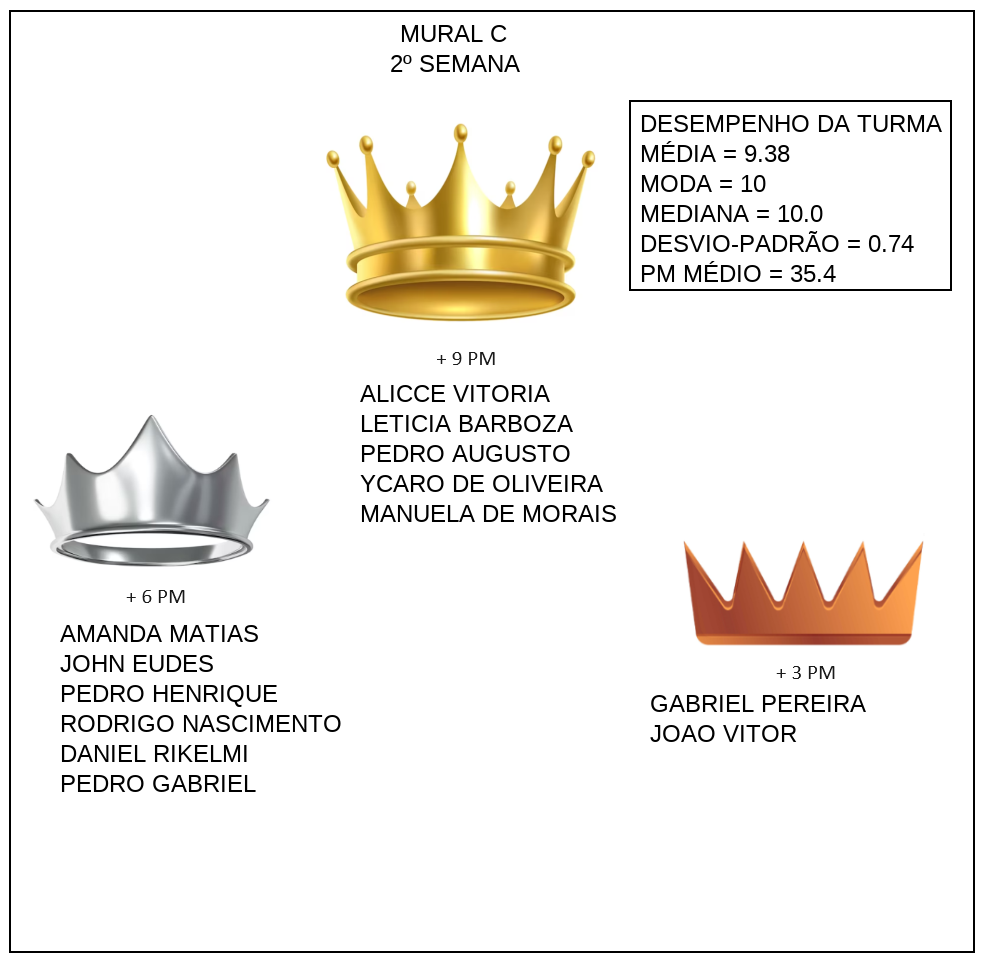 MURAL C
2º SEMANA
DESEMPENHO DA TURMA
MÉDIA = 9.38
MODA = 10
MEDIANA = 10.0
DESVIO-PADRÃO = 0.74
PM MÉDIO = 35.4
+ 9 PM
ALICCE VITORIA
LETICIA BARBOZA
PEDRO AUGUSTO
YCARO DE OLIVEIRA
MANUELA DE MORAIS
+ 6 PM
AMANDA MATIAS
JOHN EUDES
PEDRO HENRIQUE
RODRIGO NASCIMENTO
DANIEL RIKELMI
PEDRO GABRIEL
+ 3 PM
GABRIEL PEREIRA
JOAO VITOR